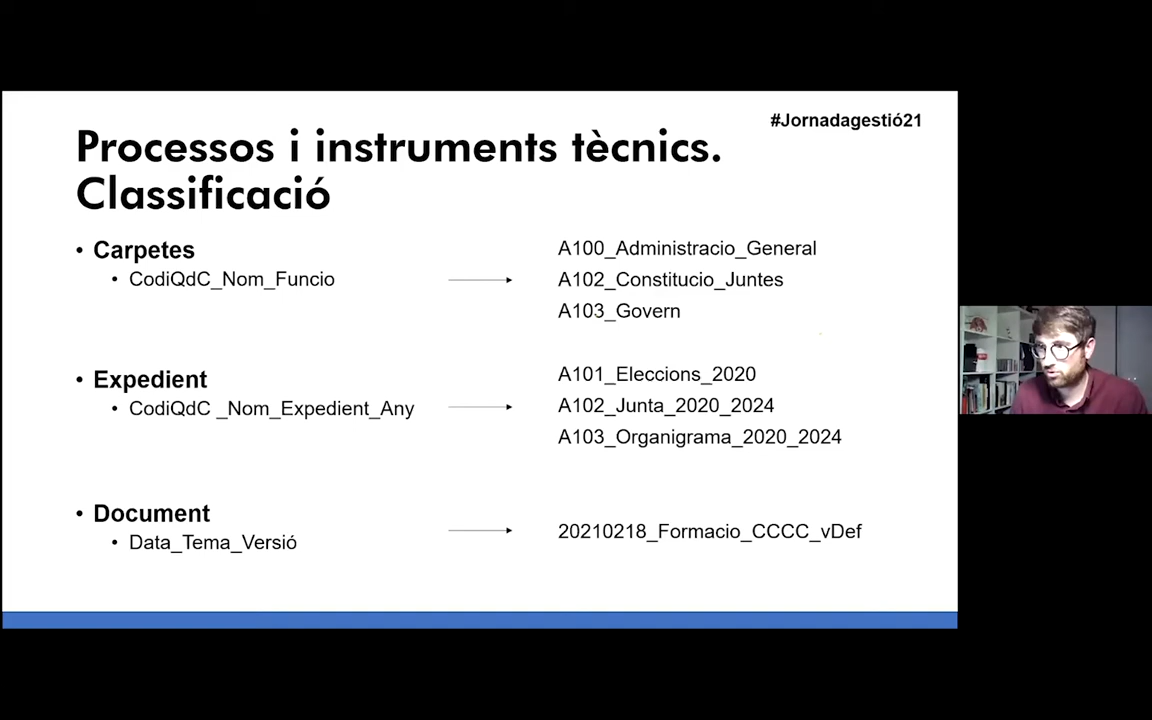 #Jornadagestió21
Processos i instruments tècnics.
Classificació
• Carpetes
• CodiQdC_Nom_Funcio
A100_Administracio_General
A102_Constitucio_Juntes
A103_Govern
• Expedient
• CodiQdC _Nom_Expedient_Any
A101_Eleccions_2020
A102_Junta_2020_2024
A103_Organigrama_2020_2024
• Document
• Data_Tema_Versió
20210218_Formacio_CCCC_vDef